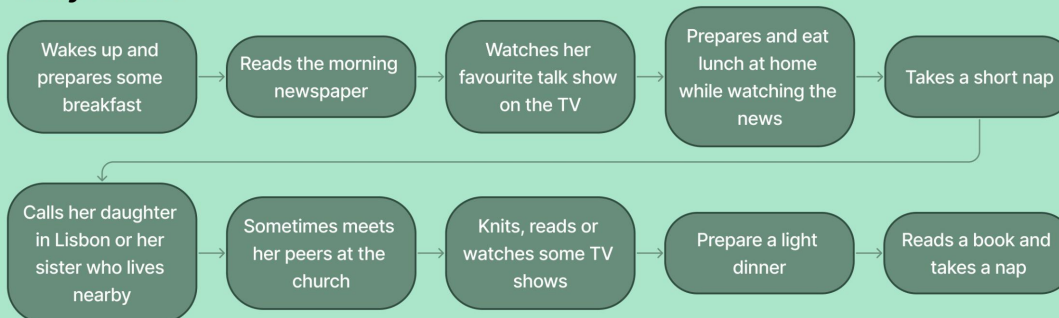 Wakes up and
prepares some
breakfast
Reads the morning
newspaper
Watches her
favourite talk show
on the TV
Prepares and eat
lunch at home
while watching the
news
Takes a short nap
Calls her daughter
in Lisbon or her
sister who lives
nearby
Sometimes meets
her peers at the
church
Knits, reads or
watches some TV
shows
Prepare a light
dinner
Reads a book and
takes a nap